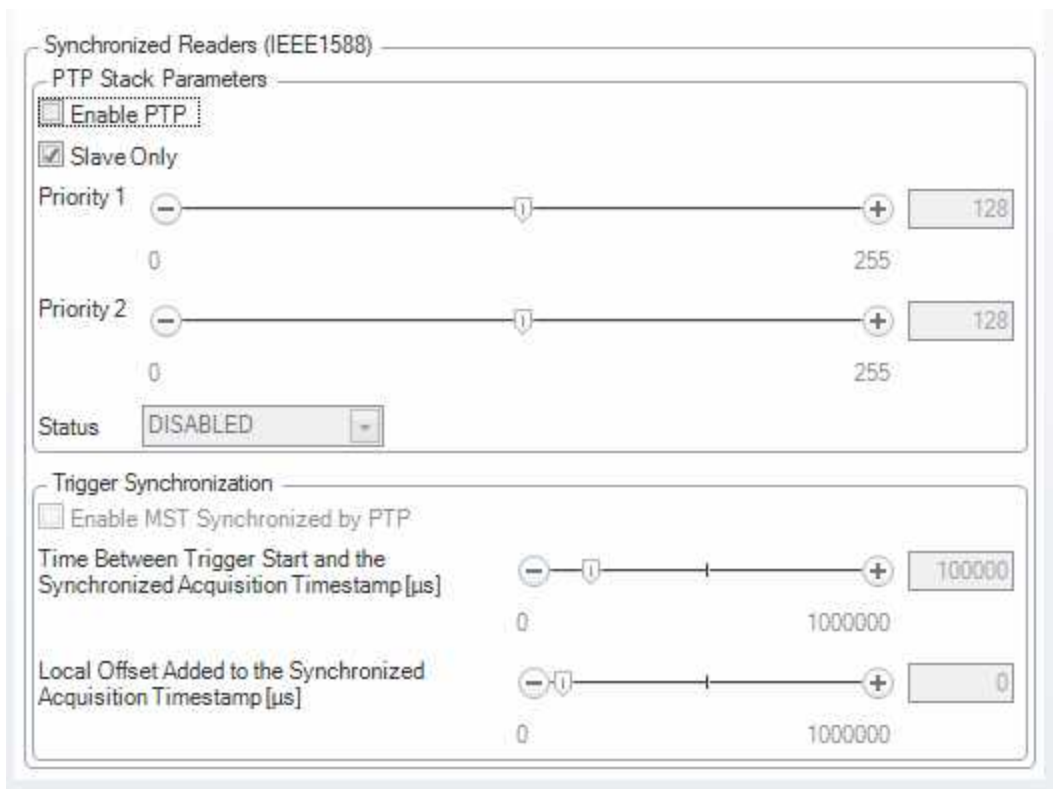 Synchronized Readers (IEEE1588)
PTP Stack Parameters
Enable PTP
Slave Only
Priority 1
128
0 255
Priority 2
128
0 255
Status DISABLED
Trigger Synchronization
Enable MST Synchronized by PTP
Time Between Trigger Start and the
Synchronized Acquisition Timestamp [µs]
100000
0 1000000
Local Offset Added to the Synchronized
Acquisition Timestamp [µs]
0
0 1000000